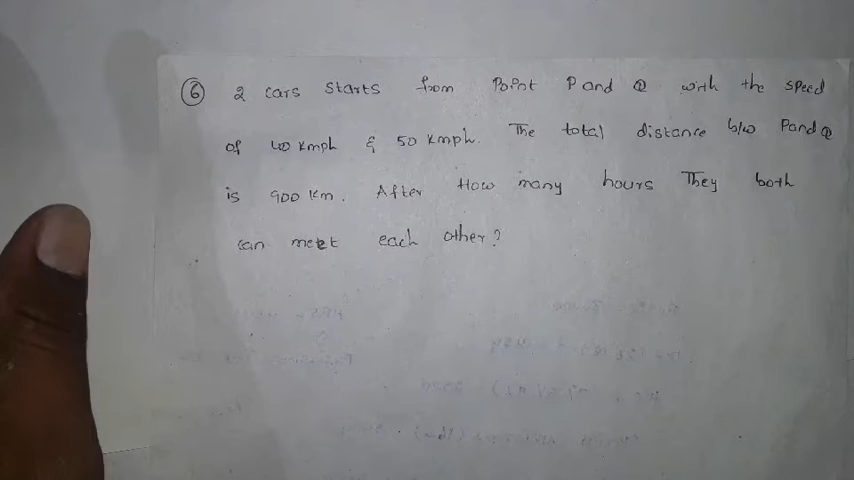 6 2 cars starts from Point P and Q with the speed
of 40 kmph & 50 kmph. The total distance b/w P and Q
is 900 km. After How many hours They both
can meet each other?